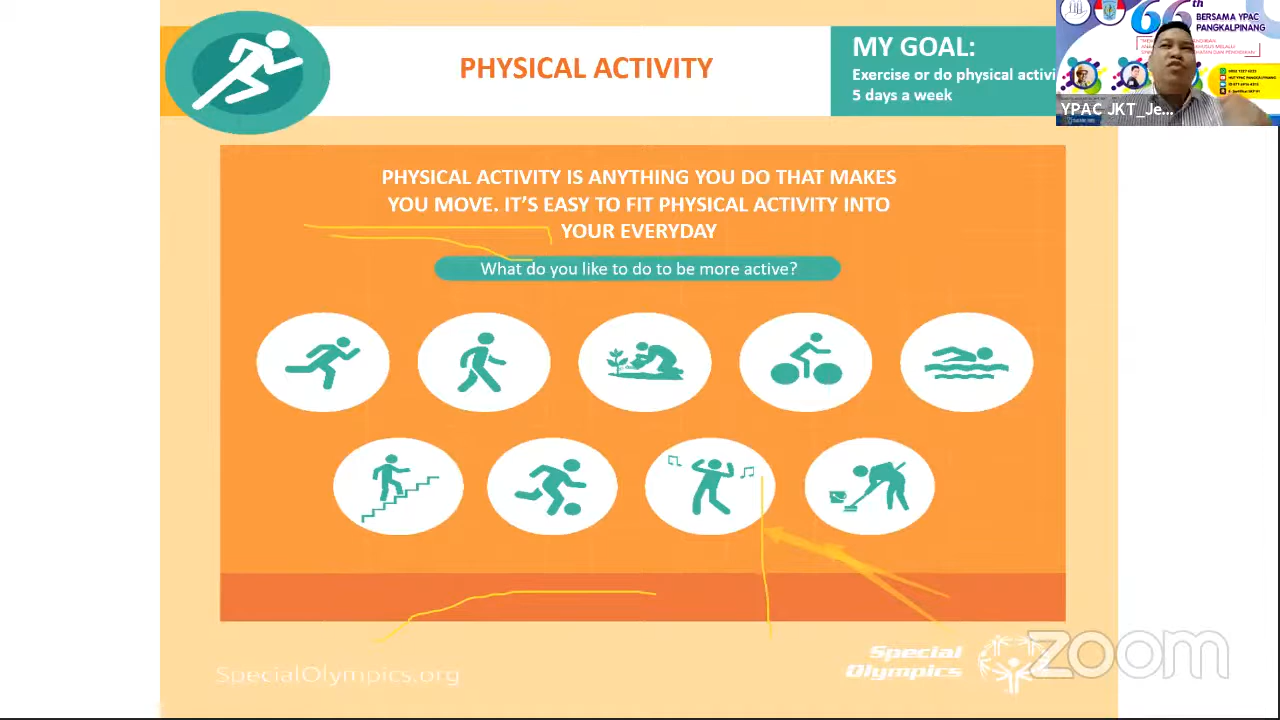 PHYSICAL ACTIVITY
MY GOAL:
Exercise or do physical activi
5 days a week
66th
BERSAMA YPAC
PANGKALPINANG
YPAC JKT_Je...
PHYSICAL ACTIVITY IS ANYTHING YOU DO THAT MAKES
YOU MOVE. IT'S EASY TO FIT PHYSICAL ACTIVITY INTO
YOUR EVERYDAY
What do you like to do to be more active?
SpecialOlympics.org
Special
Olympics
zoom